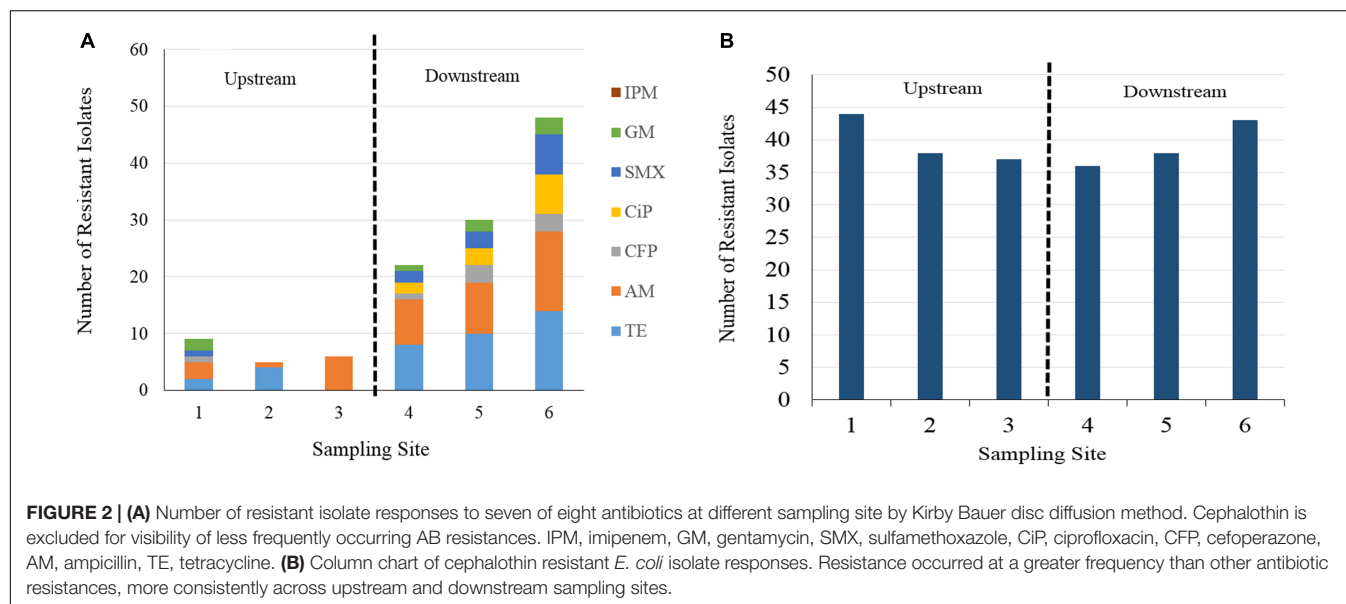 A
60
50
40
30
20
10
0
Number of Resistant Isolates
Upstream
Downstream
IPM
GM
SMX
CiP
CFP
AM
TE
1 2 3 4 5 6
Sampling Site
B
50
45
40
35
30
25
20
15
10
5
0
Number of Resistant Isolates
Upstream
Downstream
1 2 3 4 5 6
Sampling Site
FIGURE 2 | (A) Number of resistant isolate responses to seven of eight antibiotics at different sampling site by Kirby Bauer disc diffusion method. Cephalothin is
excluded for visibility of less frequently occurring AB resistances. IPM, imipenem, GM, gentamycin, SMX, sulfamethoxazole, CiP, ciprofloxacin, CFP, cefoperazone,
AM, ampicillin, TE, tetracycline. (B) Column chart of cephalothin resistant E. coli isolate responses. Resistance occurred at a greater frequency than other antibiotic
resistances, more consistently across upstream and downstream sampling sites.